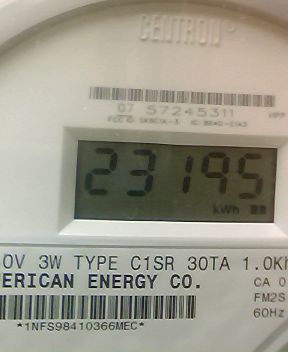 CENTRON
07 57245311
23195
kWh
0V 3W TYPE C1SR 30TA 1.0Kh
ERICAN ENERGY CO.
CA 0
FM2S
60Hz
*1NFS98410366MEC*